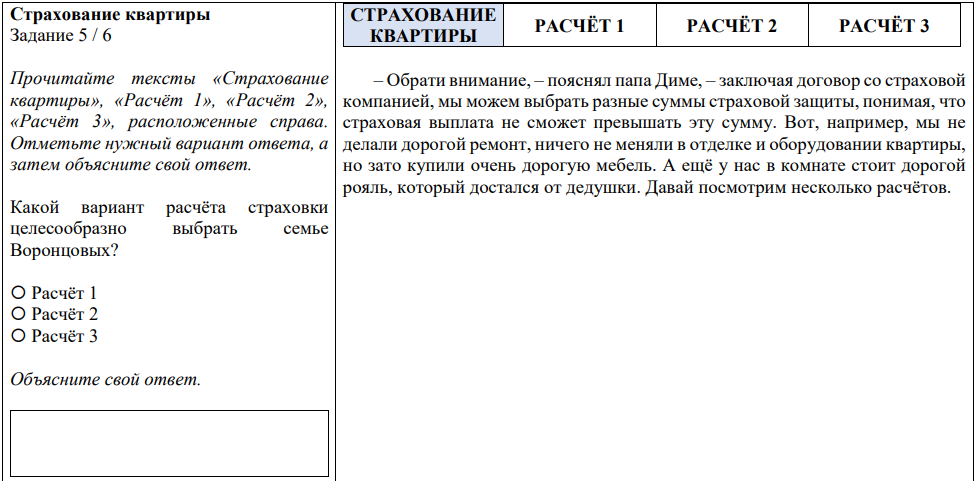 Страхование квартиры
Задание 5 / 6
Прочитайте тексты «Страхование
квартиры», «Расчёт 1», «Расчёт 2»,
«Расчёт 3», расположенные справа.
Отметьте нужный вариант ответа, а
затем объясните свой ответ.
Какой вариант расчёта страховки
целесообразно выбрать семье
Воронцовых?
Расчёт 1
Расчёт 2
Расчёт 3
Объясните свой ответ.
СТРАХОВАНИЕ
КВАРТИРЫ
РАСЧЁТ 1
РАСЧЁТ 2
РАСЧЁТ 3
– Обрати внимание, – пояснял папа Диме, – заключая договор со страховой
компанией, мы можем выбрать разные суммы страховой защиты, понимая, что
страховая выплата не сможет превышать эту сумму. Вот, например, мы не
делали дорогой ремонт, ничего не меняли в отделке и оборудовании квартиры,
но зато купили очень дорогую мебель. А ещё у нас в комнате стоит дорогой
рояль, который достался от дедушки. Давай посмотрим несколько расчётов.